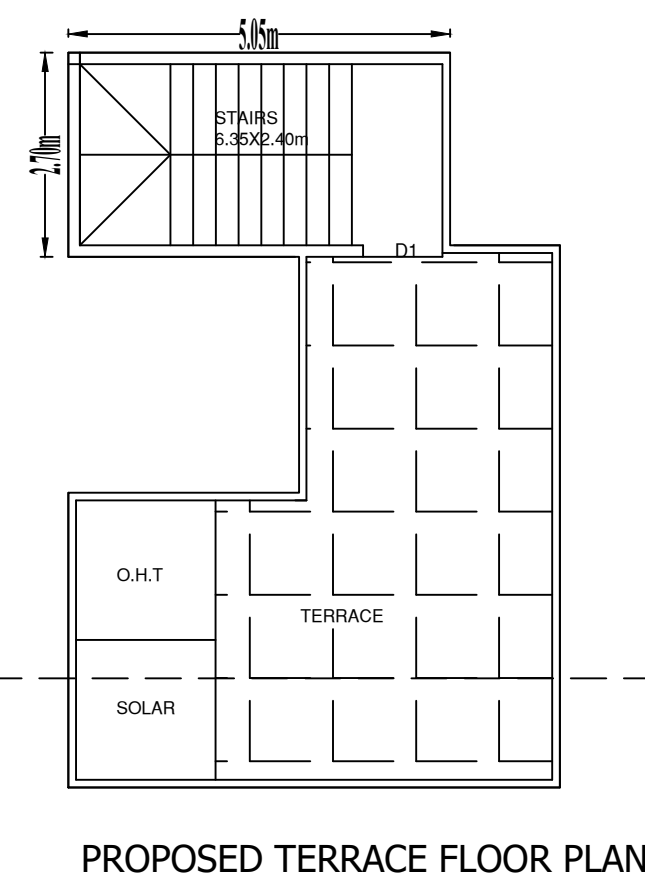 5.05m
2.70m
STAIRS
6.35X2.40m
D1
O.H.T
TERRACE
SOLAR
PROPOSED TERRACE FLOOR PLAN